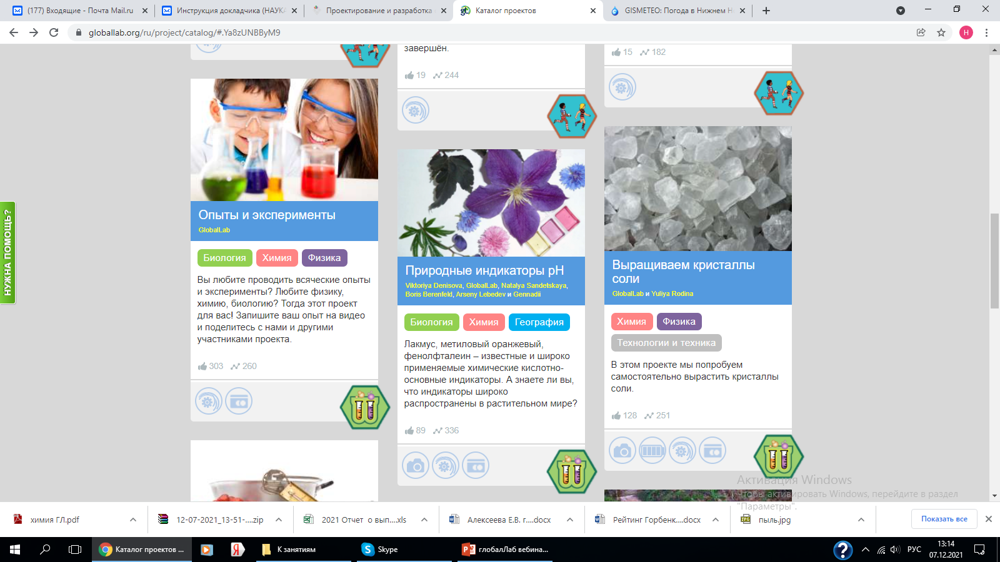 (177) Входящие - Почта Mail.ru
Инструкция докладчика (НАУКА
Проектирование и разработка
Каталог проектов
GISMETEO: Погода в Нижнем Н
globallab.org/ru/project/catalog/#.Ya8zUNBByM9
Н
НУЖНА ПОМОЩЬ?
Опыты и эксперименты
GlobalLab
Биология Химия Физика
Вы любите проводить всяческие опыты
и эксперименты? Любите физику,
химию, биологию? Тогда этот проект
для вас! Запишите ваш опыт на видео
и поделитесь с нами и другими
участниками проекта.
303 260
завершён.
19 244
Природные индикаторы pH
Viktoriya Denisova, GlobalLab, Natalya Sandetskaya,
Boris Berenfeld, Arseny Lebedev и Gennadii
Биология Химия География
Лакмус, метиловый оранжевый,
фенолфталеин – известные и широко
применяемые химические кислотно-
основные индикаторы. А знаете ли вы,
что индикаторы широко
распространены в растительном мире?
89 336
15 182
Выращиваем кристаллы
соли
GlobalLab и Yuliya Rodina
Химия Физика
Технологии и техника
В этом проекте мы попробуем
самостоятельно вырастить кристаллы
соли.
128 251
Активация Windows
Чтобы активировать Windows, перейдите в раздел
"Параметры".
химия ГЛ.pdf
12-07-2021_13-51-....zip
2021 Отчет о вып....xls
Алексеева Е.В. г....docx
Рейтинг Горбенк....docx
пыль.jpg
Показать все
Каталог проектов ...
К занятиям
Skype
глобалЛаб вебина...
РУС
13:14
07.12.2021